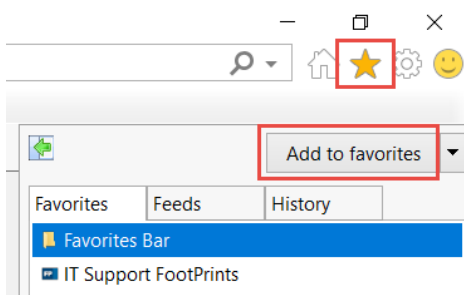 Add to favorites
Favorites Feeds History
Favorites Bar
IT Support FootPrints